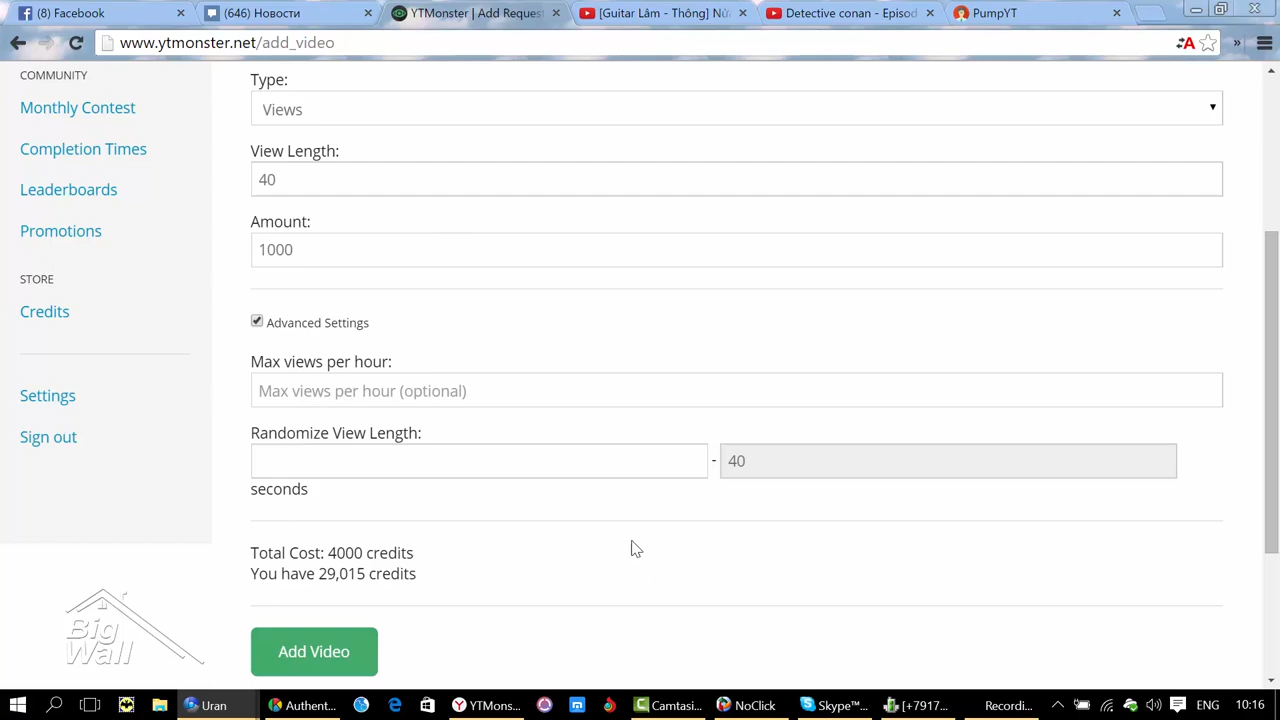 (8) Facebook
(646) Новости
YTMonster | Add Reques
[Guitar Lâm - Thông] Nữ
Detective conan - Episod
PumpYT
www.ytmonster.net/add_video
A
»
COMMUNITY
Monthly Contest
Completion Times
Leaderboards
Promotions
STORE
Credits
Settings
Sign out
Type:
Views
View Length:
40
Amount:
1000
Advanced Settings
Max views per hour:
Max views per hour (optional)
Randomize View Length:
- 40
seconds
Total Cost: 4000 credits
You have 29,015 credits
Add Video
Big
Wall
Uran
Authent...
YTMons...
Camtasi...
NoClick
Skype™...
[+7917...
Recordi...
ENG
10:16